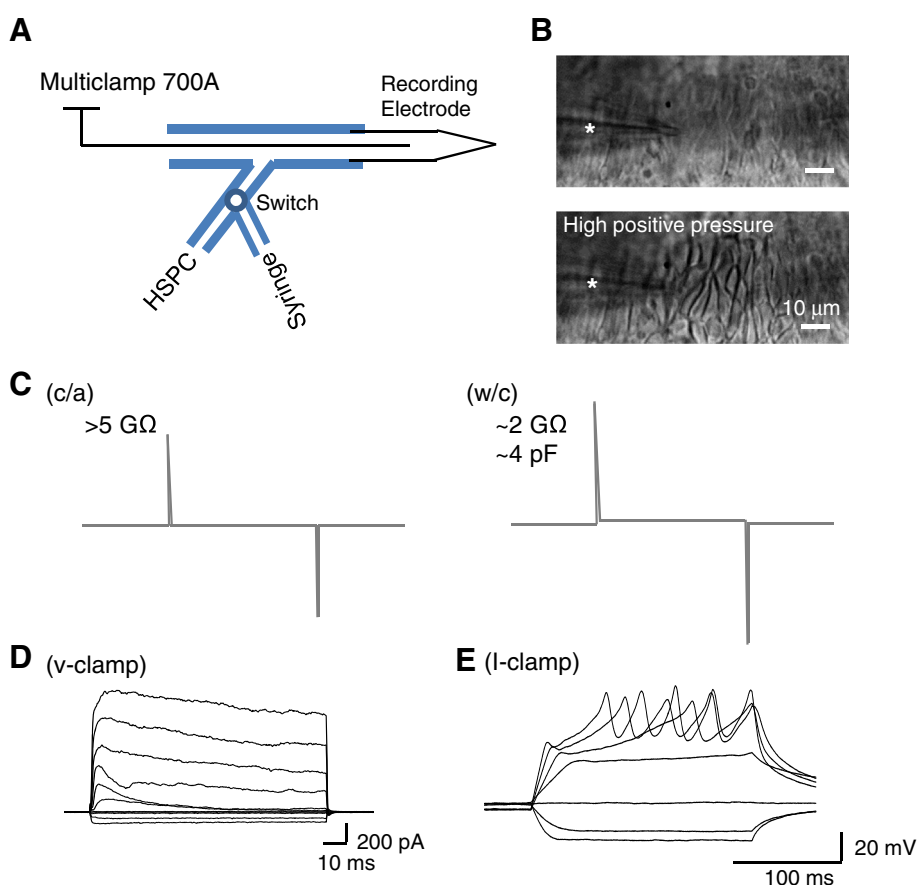 A
Multiclamp 700A
Recording
Electrode
Switch
HSPC
Syringe
B
*
High positive pressure
*
10 μm
C
(c/a)
>5 GΩ
(w/c)
~2 GΩ
~4 pF
D
(v-clamp)
200 pA
10 ms
E
(I-clamp)
20 mV
100 ms